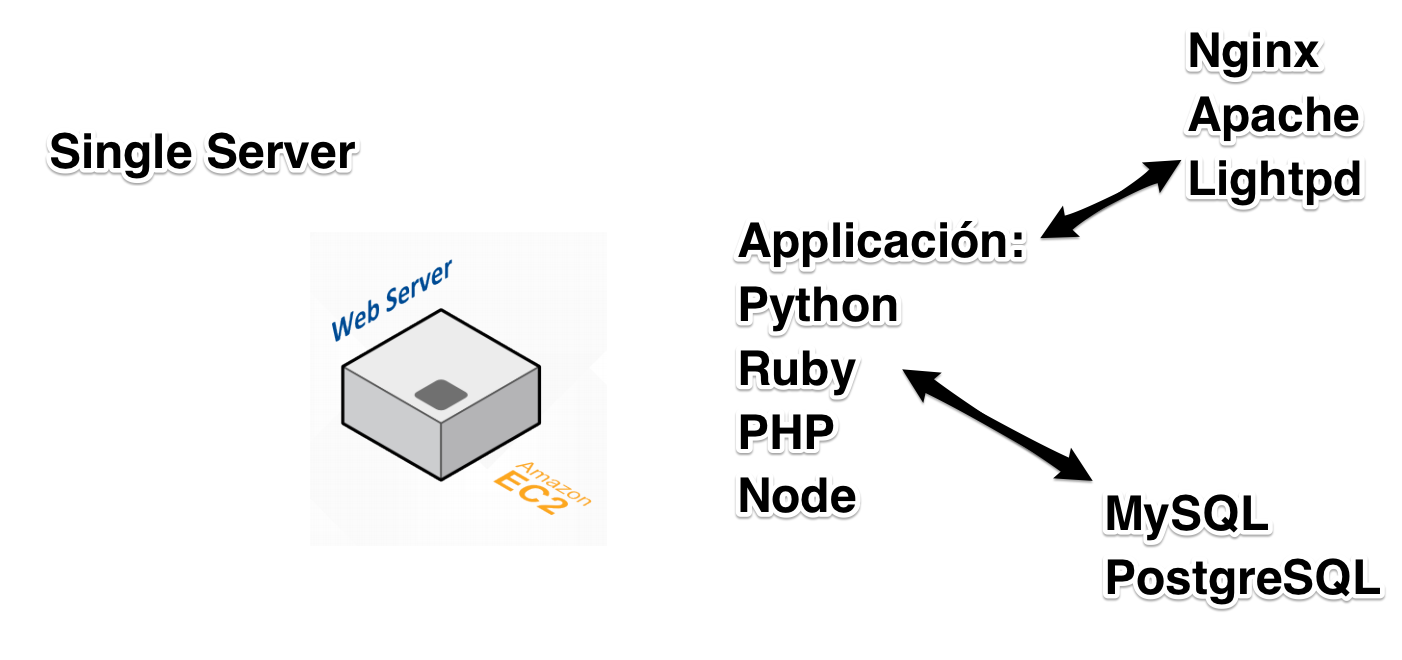 Single Server
Web Server
Amazon
EC2
Applicación:
Python
Ruby
PHP
Node
Nginx
Apache
Lightpd
MySQL
PostgreSQL